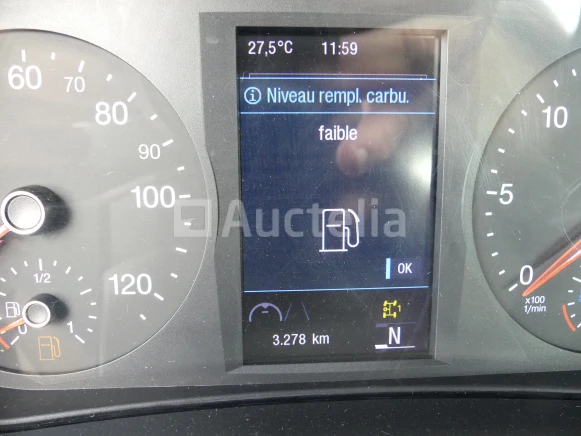 27,5°C 11:59
Niveau rempl. carbu.
faible
OK
1
3.278 km
N
60
70
80
90
100
120
1/2
0
1
5
0
x100
1/min
Auctelia